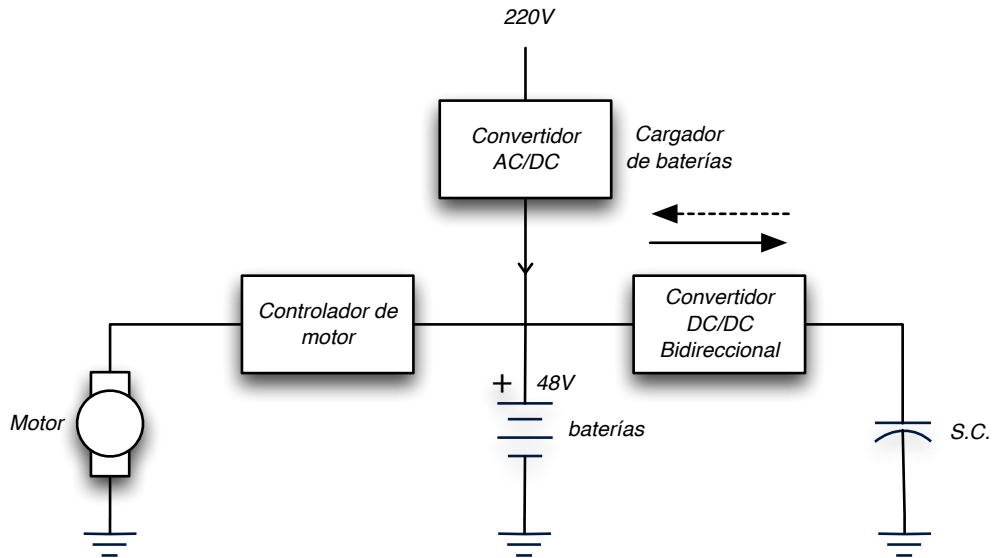 220V
Convertidor
AC/DC
Cargador
de baterías
Controlador de
motor
Convertidor
DC/DC
Bidireccional
+ 48V
baterías
Motor
S.C.